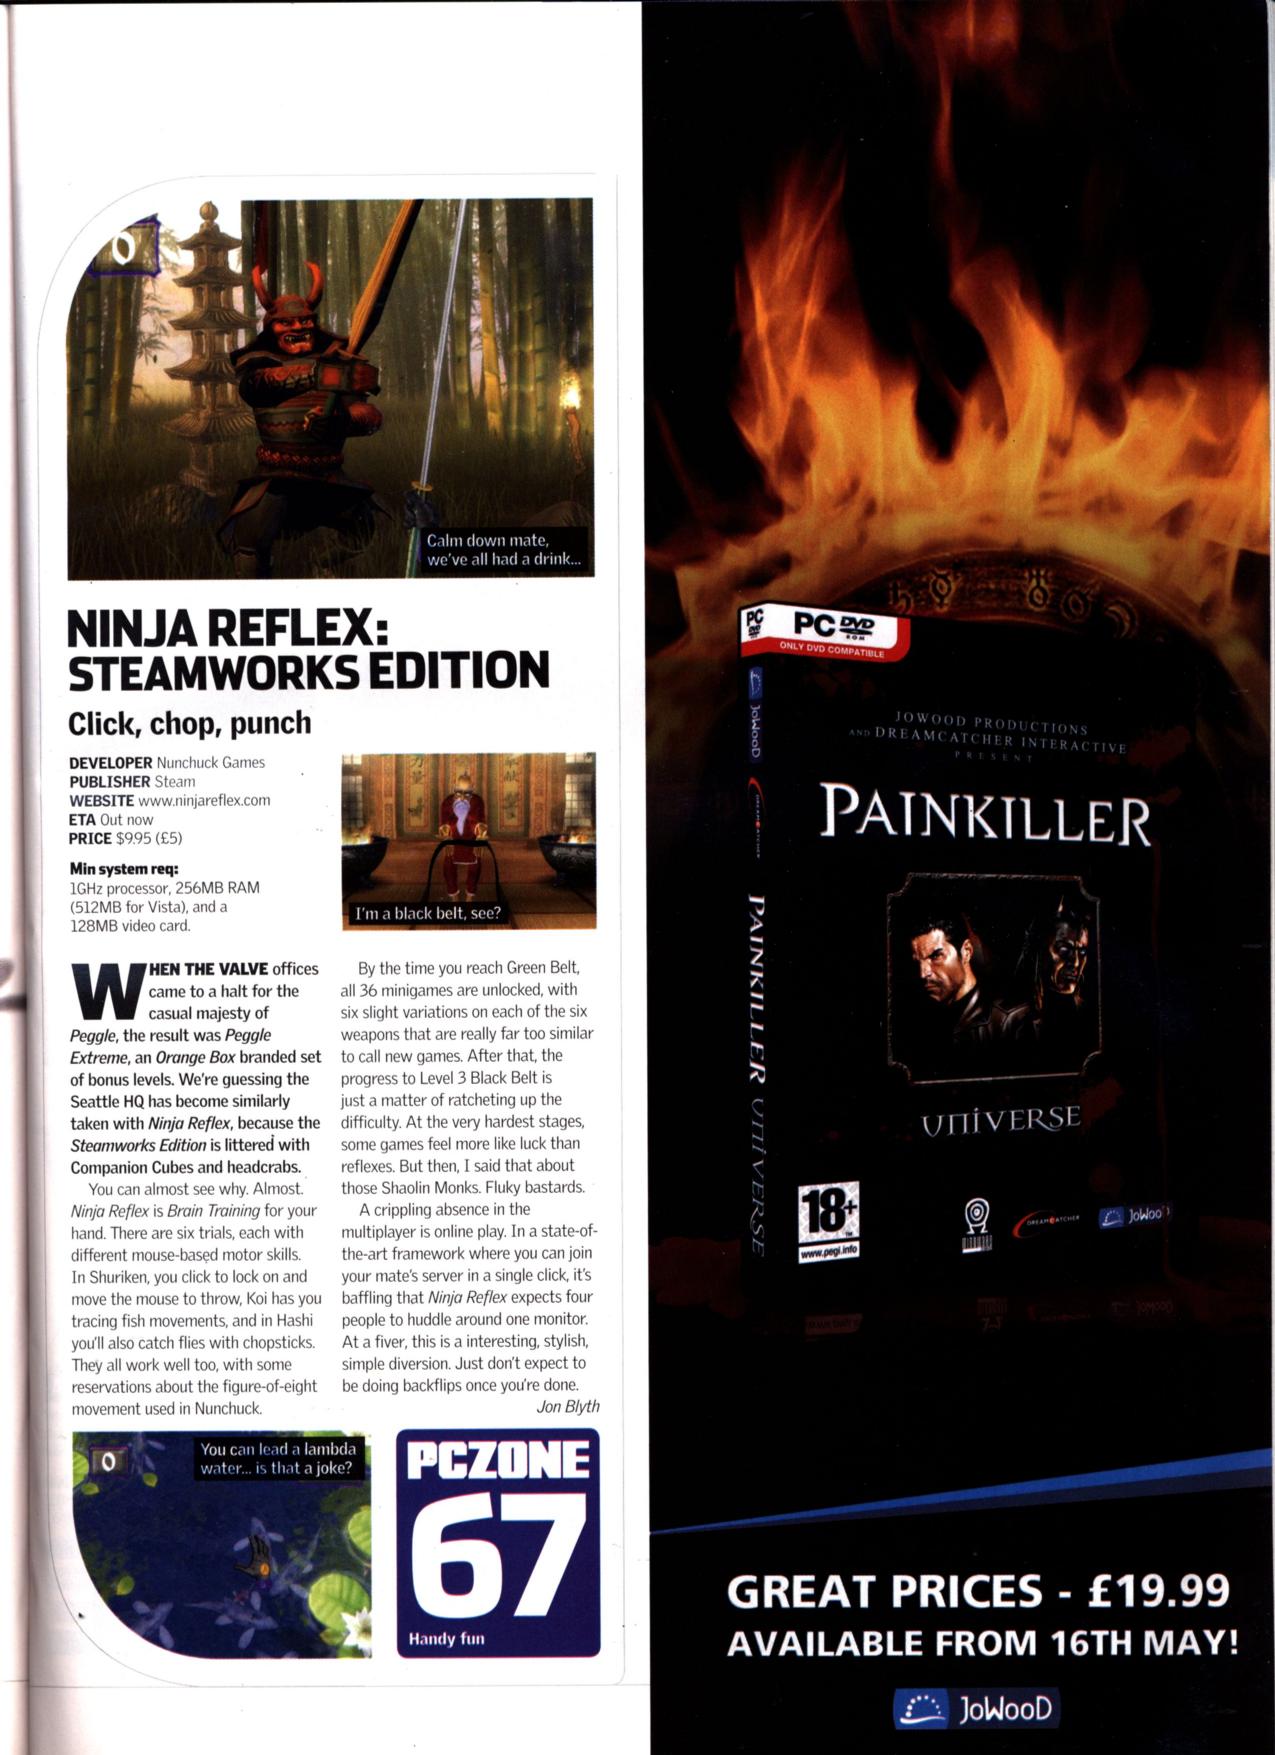 0
Calm down mate,
we've all had a drink...
NINJA REFLEX:
STEAMWORKS EDITION
Click, chop, punch
DEVELOPER Nunchuck Games
PUBLISHER Steam
WEBSITE www.ninjareflex.com
ETA Out now
PRICE $9.95 (£5)
Min system req:
1GHz processor, 256MB RAM
(512MB for Vista), and a
128MB video card.
I'm a black belt, see?
WHEN THE VALVE offices
came to a halt for the
casual majesty of
Peggle, the result was Peggle
Extreme, an Orange Box branded set
of bonus levels. We're guessing the
Seattle HQ has become similarly
taken with Ninja Reflex, because the
Steamworks Edition is littered with
Companion Cubes and headcrabs.
You can almost see why. Almost.
Ninja Reflex is Brain Training for your
hand. There are six trials, each with
different mouse-based motor skills.
In Shuriken, you click to lock on and
move the mouse to throw, Koi has you
tracing fish movements, and in Hashi
you'll also catch flies with chopsticks.
They all work well too, with some
reservations about the figure-of-eight
movement used in Nunchuck.
By the time you reach Green Belt,
all 36 minigames are unlocked, with
six slight variations on each of the six
weapons that are really far too similar
to call new games. After that, the
progress to Level 3 Black Belt is
just a matter of ratcheting up the
difficulty. At the very hardest stages,
some games feel more like luck than
reflexes. But then, I said that about
those Shaolin Monks. Fluky bastards.
A crippling absence in the
multiplayer is online play. In a state-of-
the-art framework where you can join
your mate's server in a single click, it's
baffling that Ninja Reflex expects four
people to huddle around one monitor.
At a fiver, this is a interesting, stylish,
simple diversion. Just don't expect to
be doing backflips once you're done.
Jon Blyth
0
You can lead a lambda
water... is that a joke?
PCZONE
67
Handy fun
PC
DVD
PC DVD
ROM
ONLY DVD COMPATIBLE
JOWOOD
DREAMCATCHER
PAINKILLER UNIVERSE
JOWOOD PRODUCTIONS
AND DREAMCATCHER INTERACTIVE
PRESENT
PAINKILLER
UNIVERSE
18+
www.pegi.info
DREAMCATCHER
JoWooD
GREAT PRICES - £19.99
AVAILABLE FROM 16TH MAY!
JoWooD